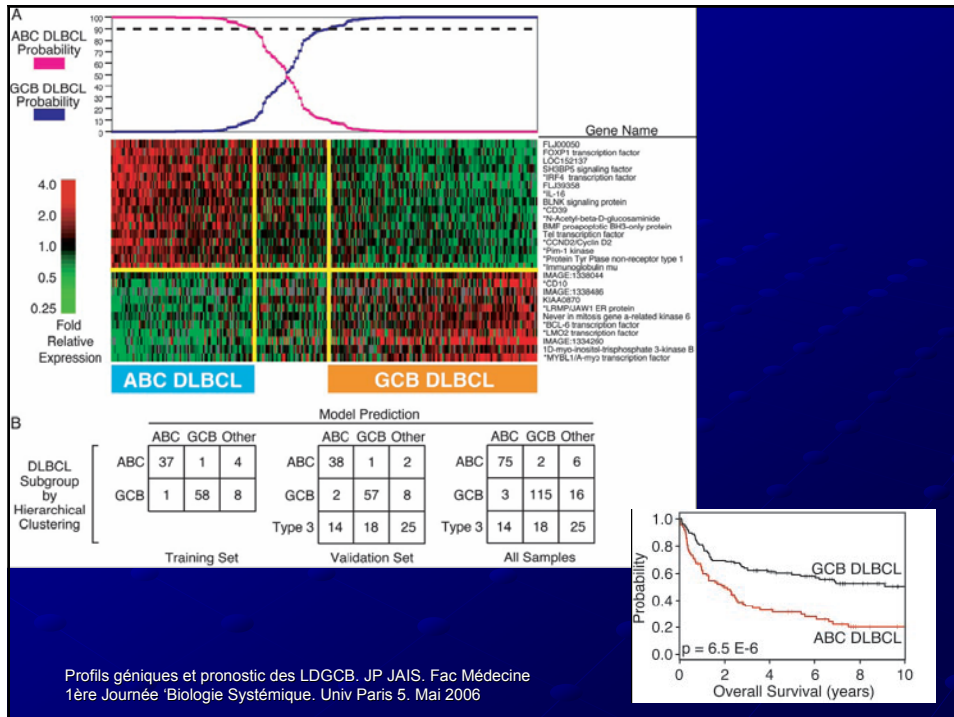 A
ABC DLBCL
Probability
GCB DLBCL
Probability
100
90
80
70
60
50
40
30
20
10
0
Gene Name
FLJ00050
FOXP1 transcription factor
LOC152137
SH3BP5 signaling factor
*IRF4 transcription factor
FLJ39358
*IL-16
BLNK signaling protein
*CD39
*N-Acetyl-beta-D-glucosaminide
BMF proapoptotic BH3-only protein
Tel transcription factor
*CCND2/Cyclin D2
*Pim-1 kinase
*Protein Tyr Ptase non-receptor type 1
*Immunoglobulin mu
IMAGE:1338044
*CD10
IMAGE:1338486
KIAA0870
*LRMP/JAW1 ER protein
Never in mitosis gene a-related kinase 6
*BCL-6 transcription factor
*LMO2 transcription factor
IMAGE:1334260
1D-myo-inositol-trisphosphate 3-kinase B
*MYBL1/A-myb transcription factor
4.0
2.0
1.0
0.5
0.25
Fold
Relative
Expression
ABC DLBCL
GCB DLBCL
B
Model Prediction
DLBCL
Subgroup
by
Hierarchical
Clustering
ABC GCB Other
ABC 37 1 4
GCB 1 58 8
Training Set
ABC GCB Other
ABC 38 1 2
GCB 2 57 8
Type 3 14 18 25
Validation Set
ABC GCB Other
ABC 75 2 6
GCB 3 115 16
Type 3 14 18 25
All Samples
Probability
1.0
0.8
0.6
0.4
0.2
0.0
GCB DLBCL
ABC DLBCL
p = 6.5 E-6
0 2 4 6 8 10
Overall Survival (years)
Profils géniques et pronostic des LDGCB. JP JAIS. Fac Médecine
1ère Journée ‘Biologie Systémique. Univ Paris 5. Mai 2006